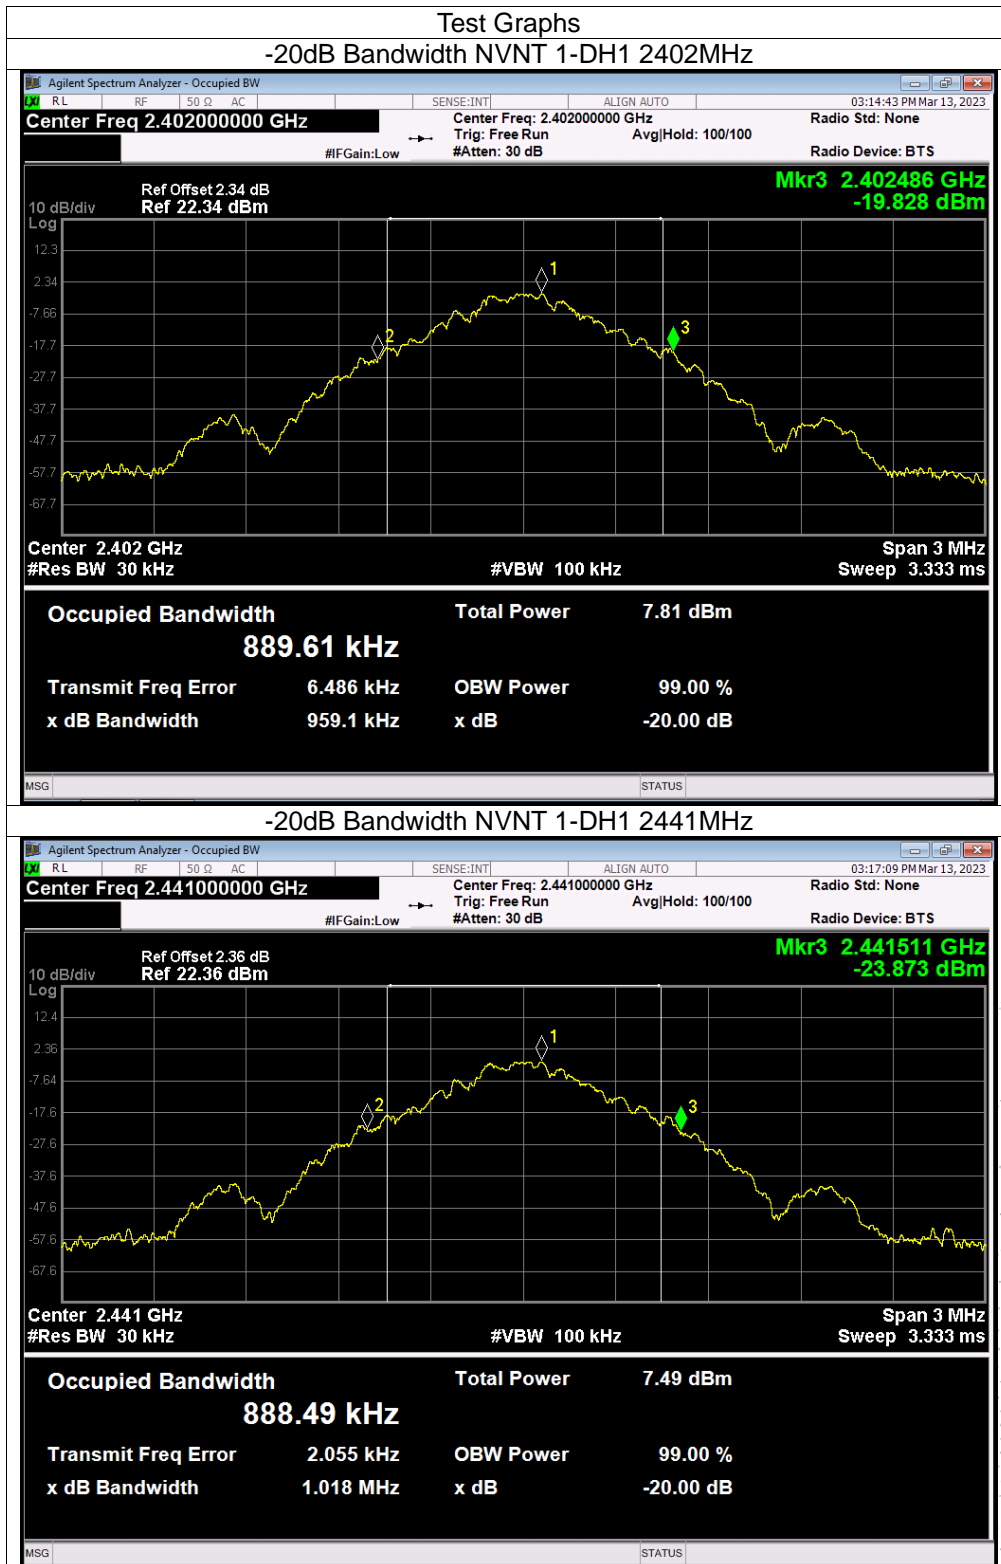 Test Graphs
-20dB Bandwidth NVNT 1-DH1 2402MHz
Agilent Spectrum Analyzer - Occupied BW
LXI RL RF 50 Ω AC SENSE:INT ALIGN AUTO 03:14:43 PM Mar 13, 2023
Center Freq 2.402000000 GHz Center Freq: 2.402000000 GHz Radio Std: None
Trig: Free Run Avg|Hold: 100/100
#IFGain:Low #Atten: 30 dB Radio Device: BTS
Mkr3 2.402486 GHz
-19.828 dBm
Ref Offset 2.34 dB
10 dB/div Ref 22.34 dBm
Log
12.3
2.34
-7.66
-17.7
-27.7
-37.7
-47.7
-57.7
-67.7
1
2
3
Center 2.402 GHz Span 3 MHz
#Res BW 30 kHz #VBW 100 kHz Sweep 3.333 ms
Occupied Bandwidth Total Power 7.81 dBm
889.61 kHz
Transmit Freq Error 6.486 kHz OBW Power 99.00 %
x dB Bandwidth 959.1 kHz x dB -20.00 dB
MSG STATUS
-20dB Bandwidth NVNT 1-DH1 2441MHz
Agilent Spectrum Analyzer - Occupied BW
LXI RL RF 50 Ω AC SENSE:INT ALIGN AUTO 03:17:09 PM Mar 13, 2023
Center Freq 2.441000000 GHz Center Freq: 2.441000000 GHz Radio Std: None
Trig: Free Run Avg|Hold: 100/100
#IFGain:Low #Atten: 30 dB Radio Device: BTS
Mkr3 2.441511 GHz
-23.873 dBm
Ref Offset 2.36 dB
10 dB/div Ref 22.36 dBm
Log
12.4
2.36
-7.64
-17.6
-27.6
-37.6
-47.6
-57.6
-67.6
1
2
3
Center 2.441 GHz Span 3 MHz
#Res BW 30 kHz #VBW 100 kHz Sweep 3.333 ms
Occupied Bandwidth Total Power 7.49 dBm
888.49 kHz
Transmit Freq Error 2.055 kHz OBW Power 99.00 %
x dB Bandwidth 1.018 MHz x dB -20.00 dB
MSG STATUS